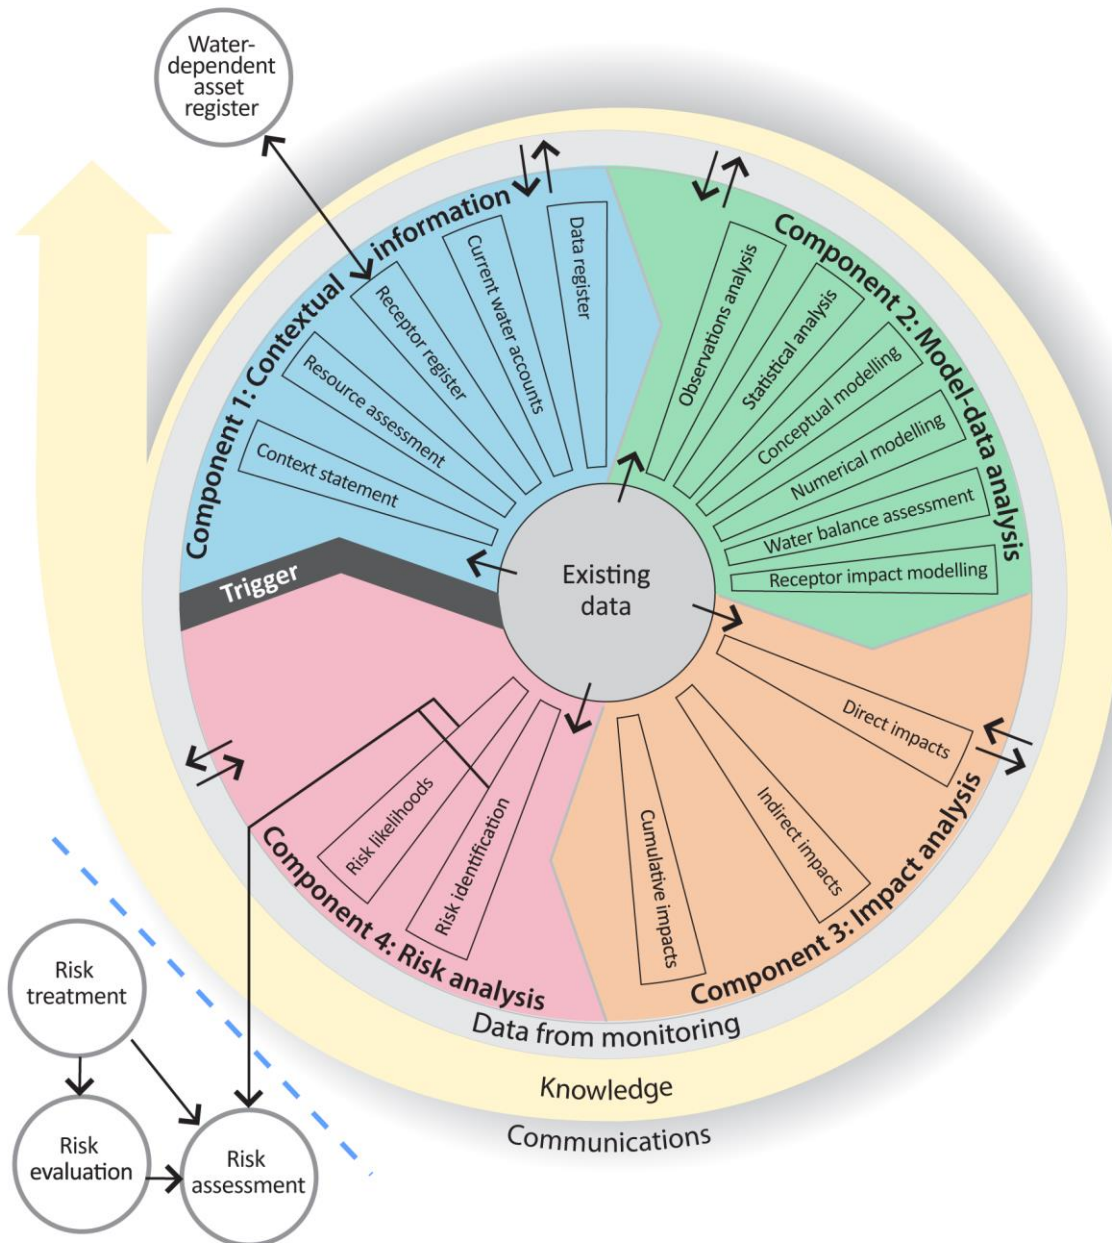 Water-
dependent
asset
register
Component 1: Contextual information
Context statement
Resource assessment
Receptor register
Current water accounts
Data register
Component 2: Model-data analysis
Observations analysis
Statistical analysis
Conceptual modelling
Numerical modelling
Water balance assessment
Receptor impact modelling
Existing
data
Trigger
Component 3: Impact analysis
Direct impacts
Indirect impacts
Cumulative impacts
Component 4: Risk analysis
Risk identification
Risk likelihoods
Data from monitoring
Knowledge
Communications
Risk
treatment
Risk
evaluation
Risk
assessment